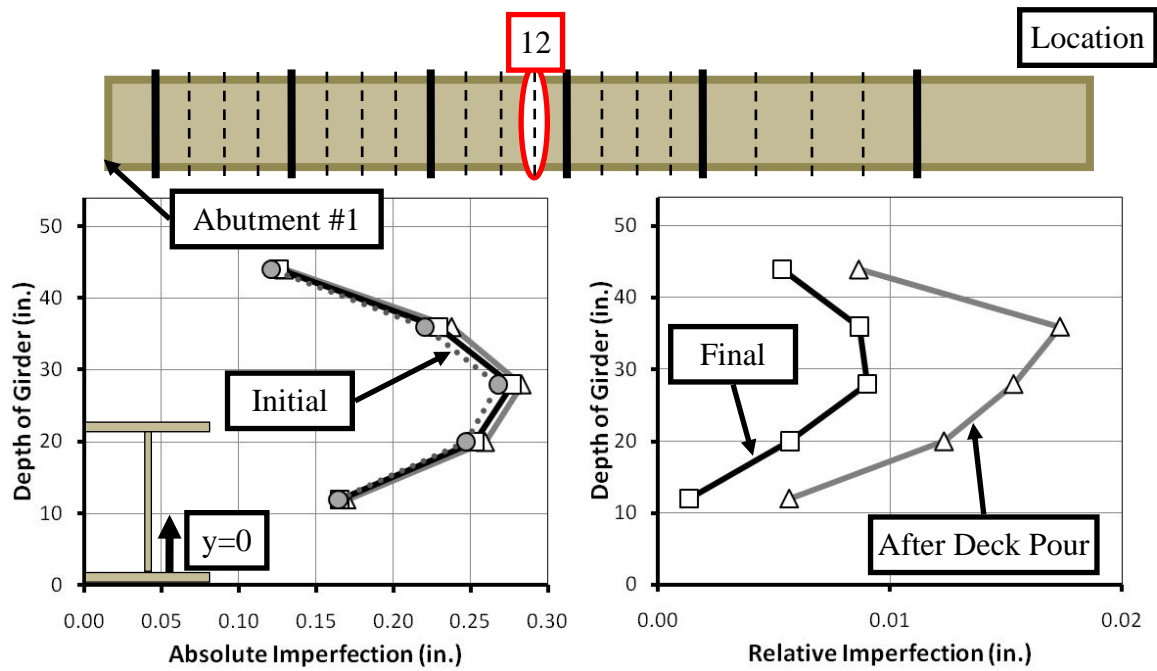 12
Location
Abutment #1
50
40
30
20
10
0
Depth of Girder (in.)
Initial
y=0
0.00 0.05 0.10 0.15 0.20 0.25 0.30
Absolute Imperfection (in.)
50
40
30
20
10
0
Depth of Girder (in.)
Final
After Deck Pour
0.00 0.01 0.02
Relative Imperfection (in.)